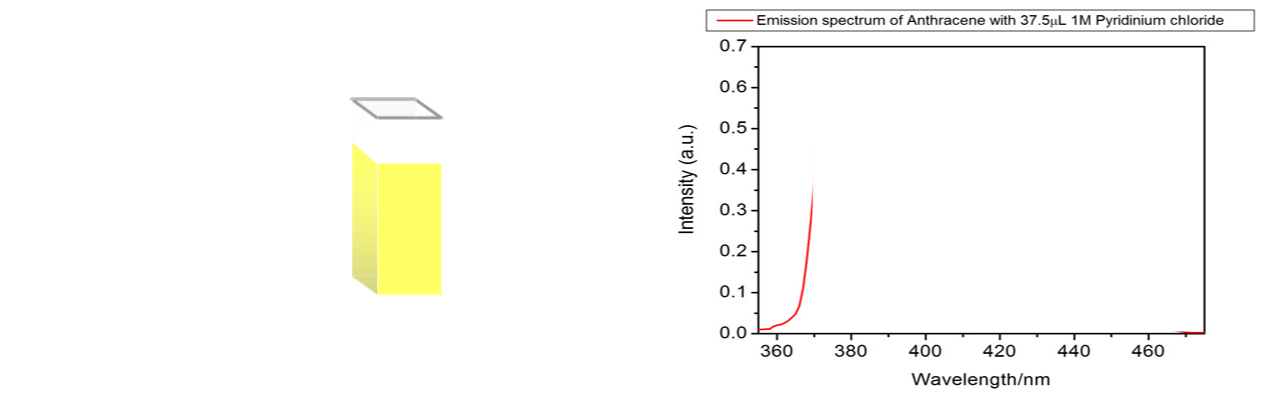 Emission spectrum of Anthracene with 37.5μL 1M Pyridinium chloride
0.7
0.6
0.5
0.4
0.3
0.2
0.1
0.0
Intensity (a.u.)
360 380 400 420 440 460
Wavelength/nm